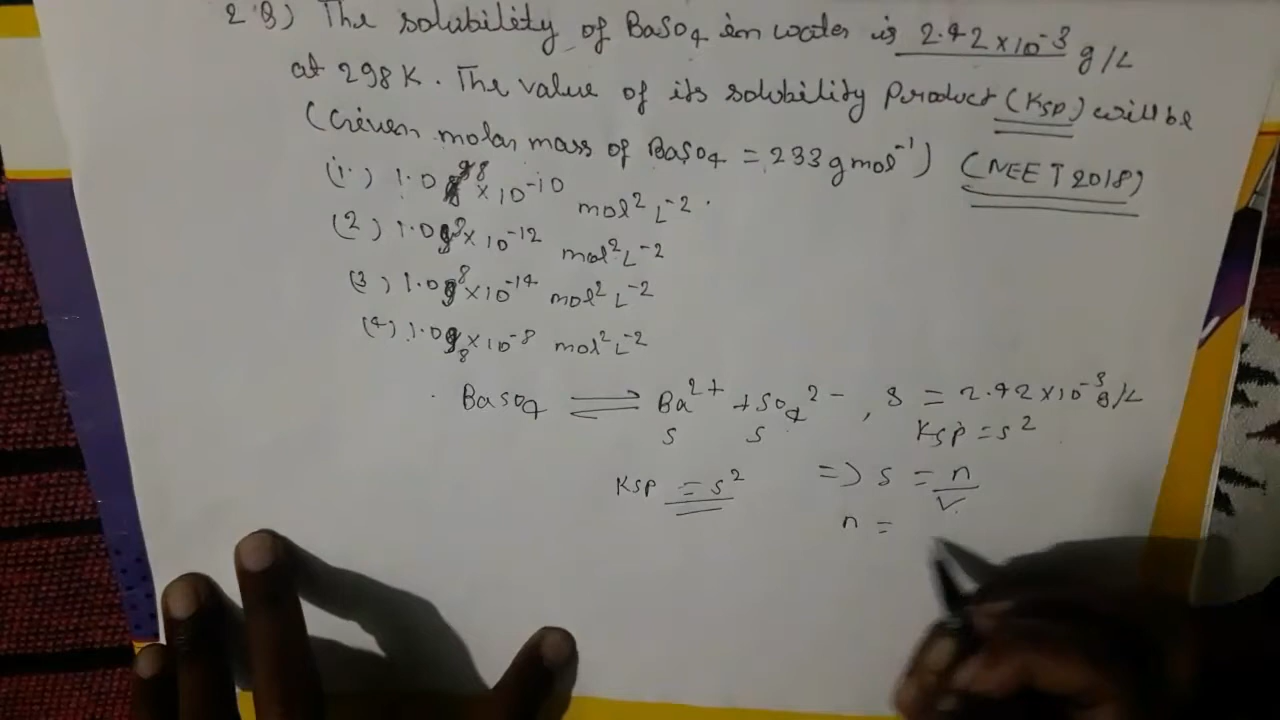 2.8) The solubility of BaSO4 in water is 2.42×10⁻³ g/L
at 298K. The value of its solubility Product (Ksp) will be
(Given molar mass of BaSO4 = 233 g mol⁻¹) (NEET 2018)
(1.) 1.08 × 10⁻¹⁰ mol² L⁻².
(2) 1.08 × 10⁻¹² mol² L⁻²
(3) 1.08 × 10⁻¹⁴ mol² L⁻²
(4) 1.08 × 10⁻⁸ mol² L⁻²
BaSO4 ⇌ Ba²⁺ + SO4²⁻, S = 2.42×10⁻³ g/L
S S Ksp = s²
Ksp = s² => s = n/V
n =